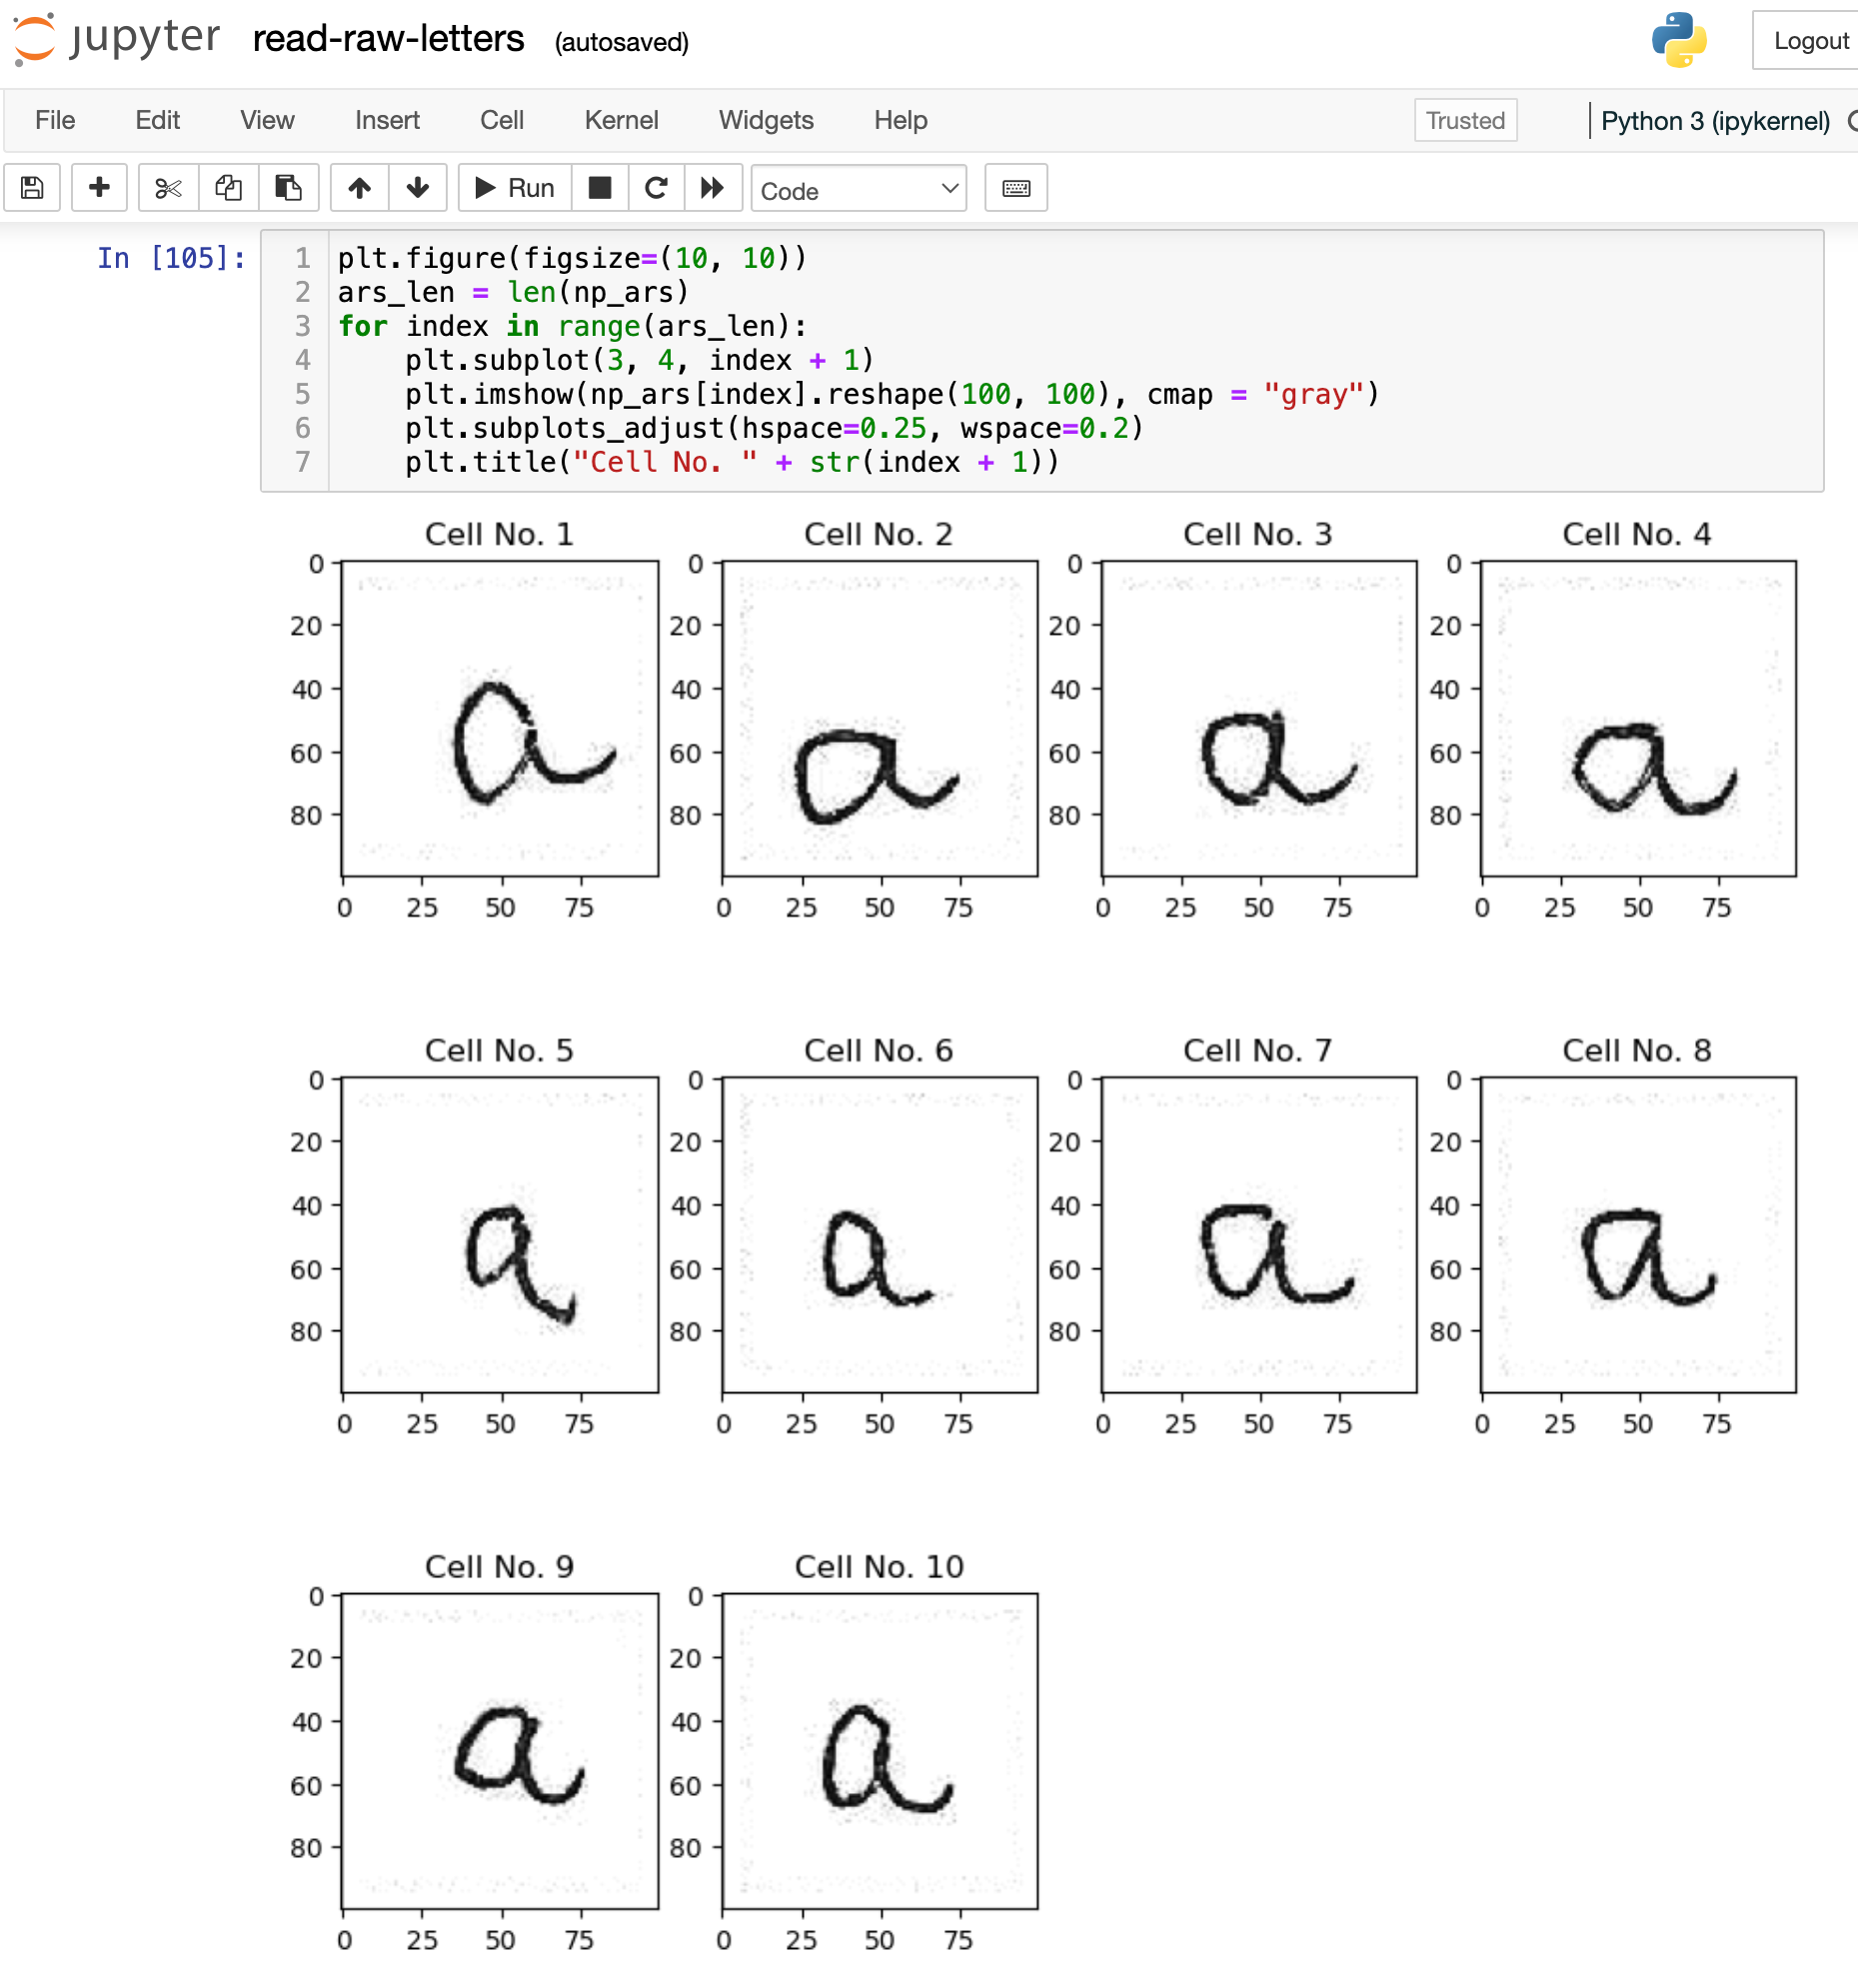 jupyter read-raw-letters (autosaved) Logout
File Edit View Insert Cell Kernel Widgets Help Trusted Python 3 (ipykernel)
Run Code
In [105]:
1 plt.figure(figsize=(10, 10))
2 ars_len = len(np_ars)
3 for index in range(ars_len):
4     plt.subplot(3, 4, index + 1)
5     plt.imshow(np_ars[index].reshape(100, 100), cmap = "gray")
6     plt.subplots_adjust(hspace=0.25, wspace=0.2)
7     plt.title("Cell No. " + str(index + 1))
Cell No. 1 Cell No. 2 Cell No. 3 Cell No. 4
0 0 0 0
20 20 20 20
40 40 40 40
60 60 60 60
80 80 80 80
a a a a
0 25 50 75 0 25 50 75 0 25 50 75 0 25 50 75
Cell No. 5 Cell No. 6 Cell No. 7 Cell No. 8
0 0 0 0
20 20 20 20
40 40 40 40
60 60 60 60
80 80 80 80
a a a a
0 25 50 75 0 25 50 75 0 25 50 75 0 25 50 75
Cell No. 9 Cell No. 10
0 0
20 20
40 40
60 60
80 80
a a
0 25 50 75 0 25 50 75